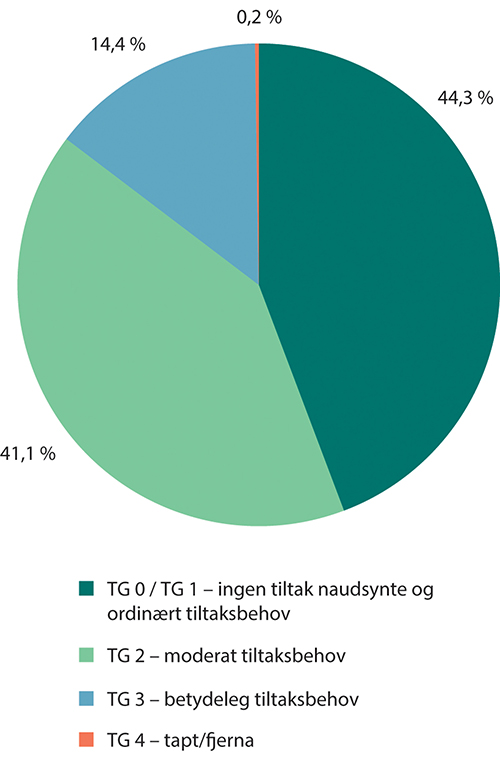 0,2 %
14,4 %
44,3 %
41,1 %
TG 0 / TG 1 – ingen tiltak naudsynte og
ordinært tiltaksbehov
TG 2 – moderat tiltaksbehov
TG 3 – betydeleg tiltaksbehov
TG 4 – tapt/fjerna